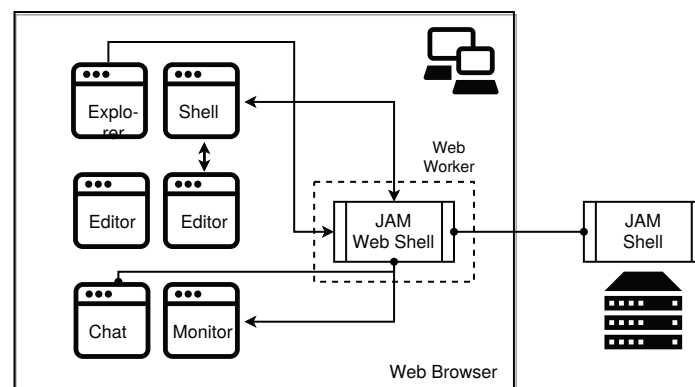 Explo-
rer
Shell
Web
Worker
Editor
Editor
JAM
Web Shell
JAM
Shell
Chat
Monitor
Web Browser